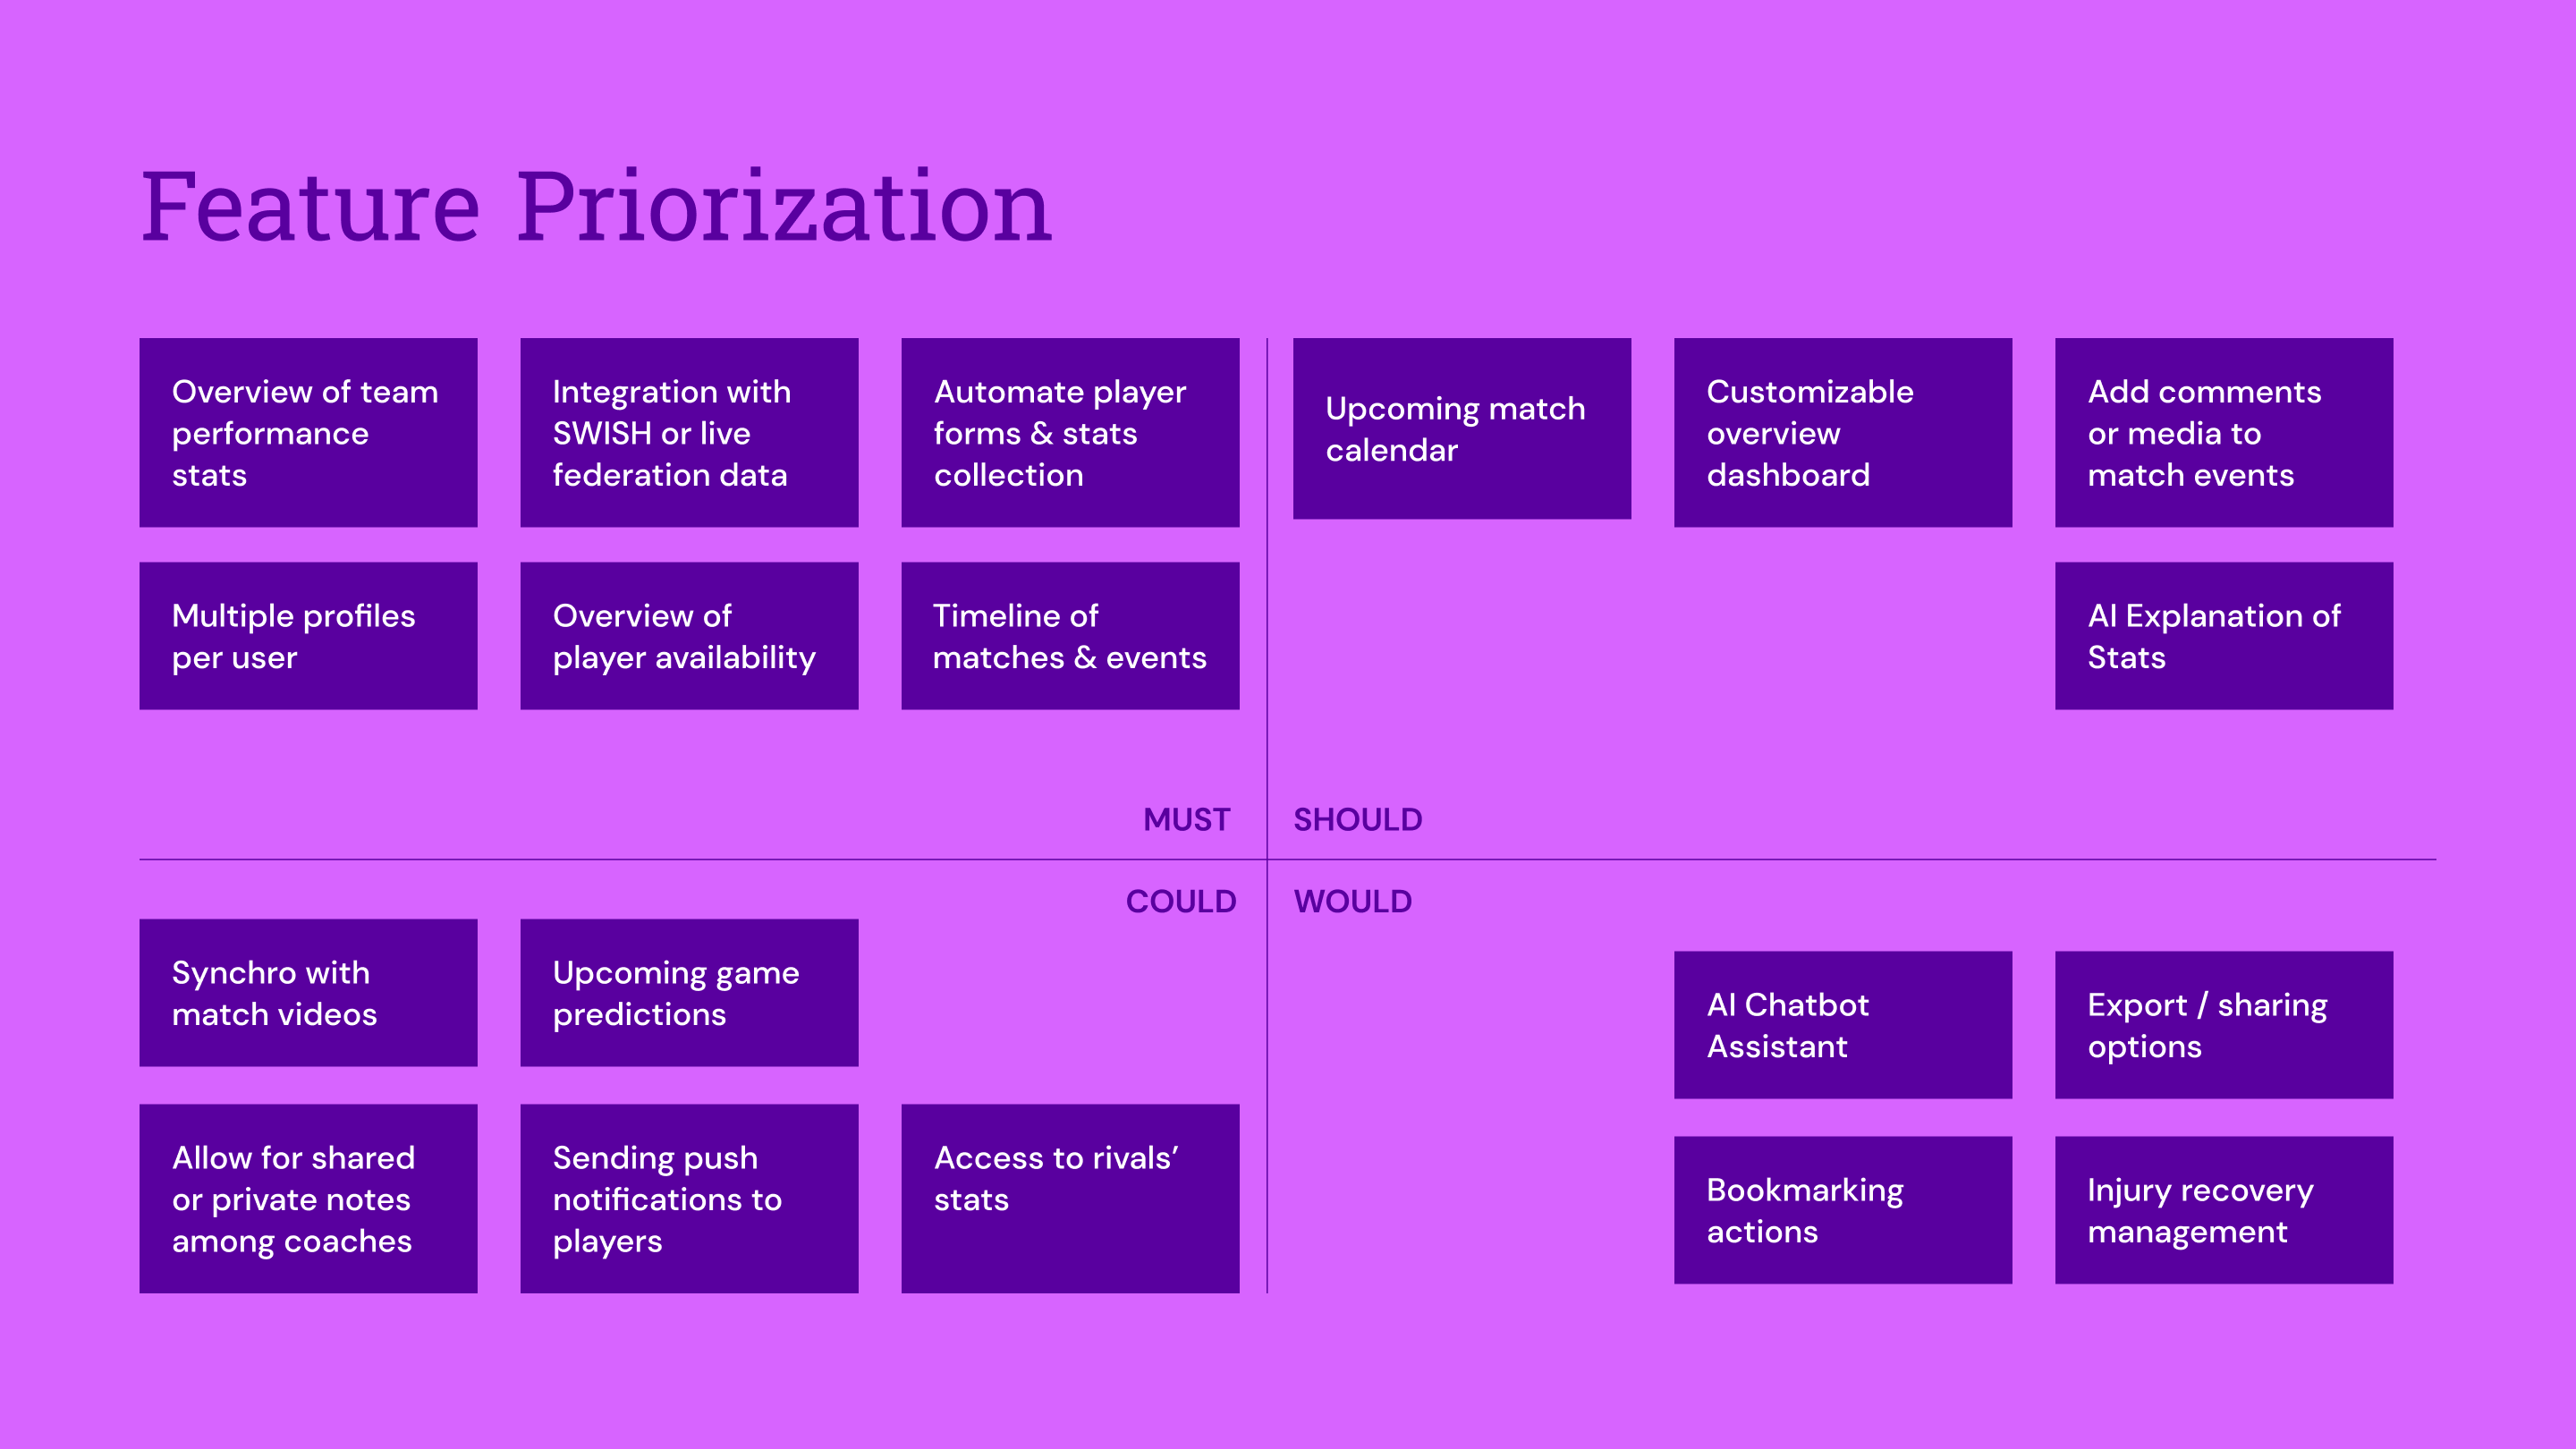 Feature Priorization
Overview of team
performance
stats
Integration with
SWISH or live
federation data
Automate player
forms & stats
collection
Multiple profiles
per user
Overview of
player availability
Timeline of
matches & events
MUST
Upcoming match
calendar
Customizable
overview
dashboard
Add comments
or media to
match events
AI Explanation of
Stats
SHOULD
COULD
Synchro with
match videos
Upcoming game
predictions
Allow for shared
or private notes
among coaches
Sending push
notifications to
players
Access to rivals’
stats
WOULD
AI Chatbot
Assistant
Export / sharing
options
Bookmarking
actions
Injury recovery
management